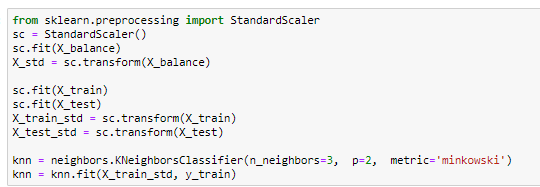 from sklearn.preprocessing import StandardScaler
sc = StandardScaler()
sc.fit(X_balance)
X_std = sc.transform(X_balance)

sc.fit(X_train)
sc.fit(X_test)
X_train_std = sc.transform(X_train)
X_test_std = sc.transform(X_test)

knn = neighbors.KNeighborsClassifier(n_neighbors=3,  p=2,  metric='minkowski')
knn = knn.fit(X_train_std, y_train)